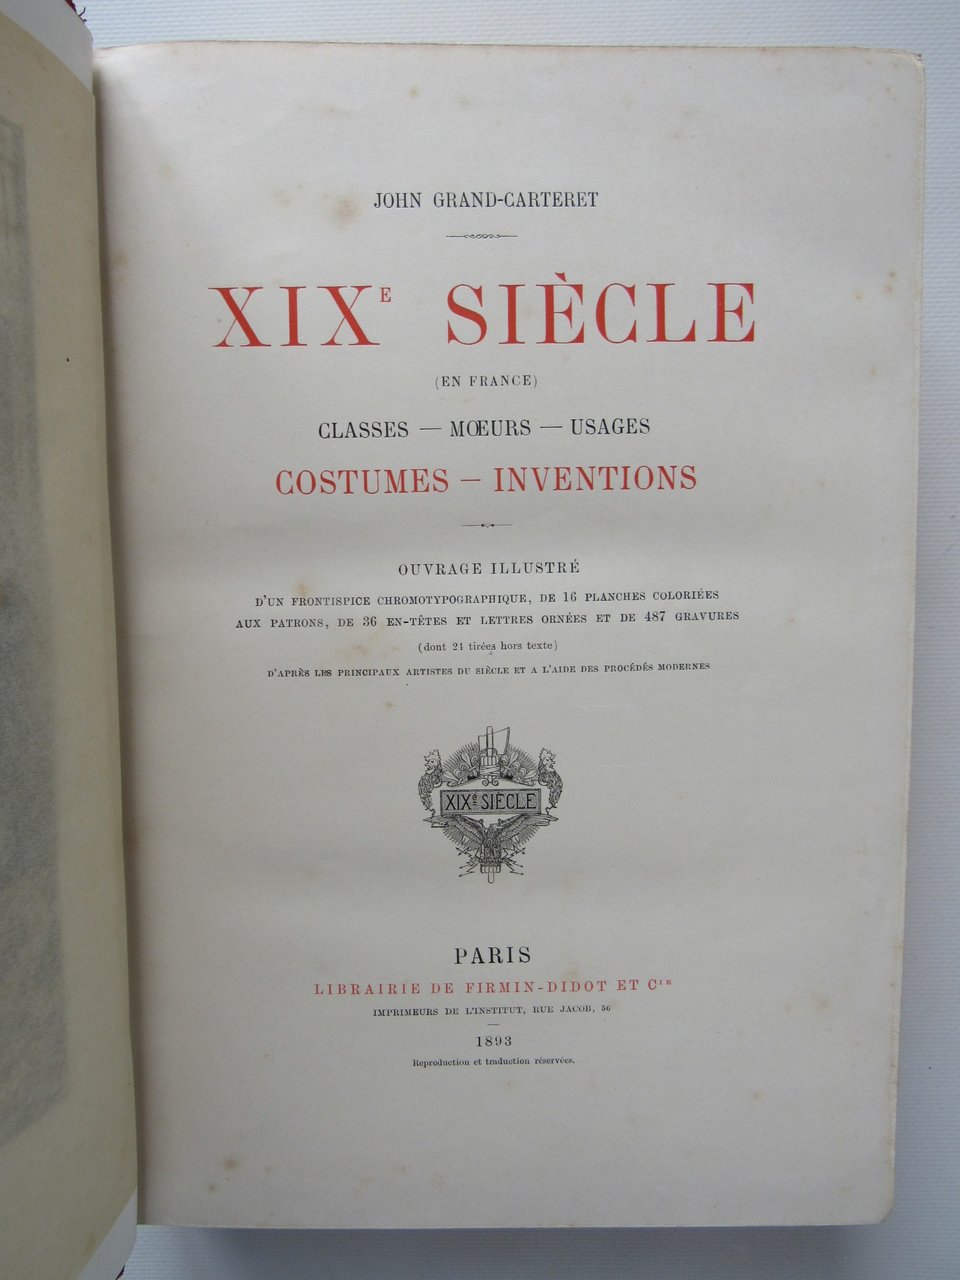 JOHN GRAND-CARTERET
XIXE SIÈCLE
(EN FRANCE)
CLASSES — MŒURS — USAGES
COSTUMES — INVENTIONS
OUVRAGE ILLUSTRÉ
D'UN FRONTISPICE CHROMOTYPOGRAPHIQUE, DE 16 PLANCHES COLORIÉES
AUX PATRONS, DE 36 EN-TÊTES ET LETTRES ORNÉES ET DE 487 GRAVURES
(dont 21 tirées hors texte)
D'APRÈS LES PRINCIPAUX ARTISTES DU SIÈCLE ET A L'AIDE DES PROCÉDÉS MODERNES
XIXe SIÈCLE
PARIS
LIBRAIRIE DE FIRMIN-DIDOT ET CIE
IMPRIMEURS DE L'INSTITUT, RUE JACOB, 56
1893
Reproduction et traduction réservées.